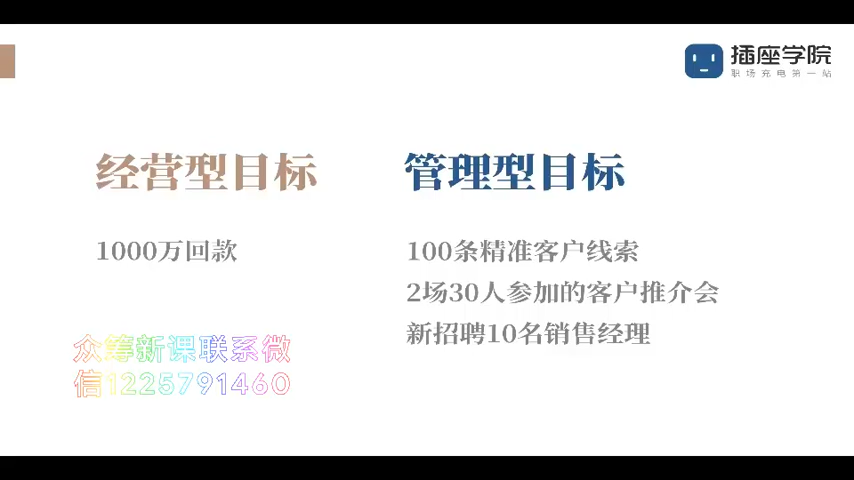 插座学院
职场充电第一站
经营型目标
管理型目标
1000万回款
100条精准客户线索
2场30人参加的客户推介会
新招聘10名销售经理
众筹新课联系微
信1225791460